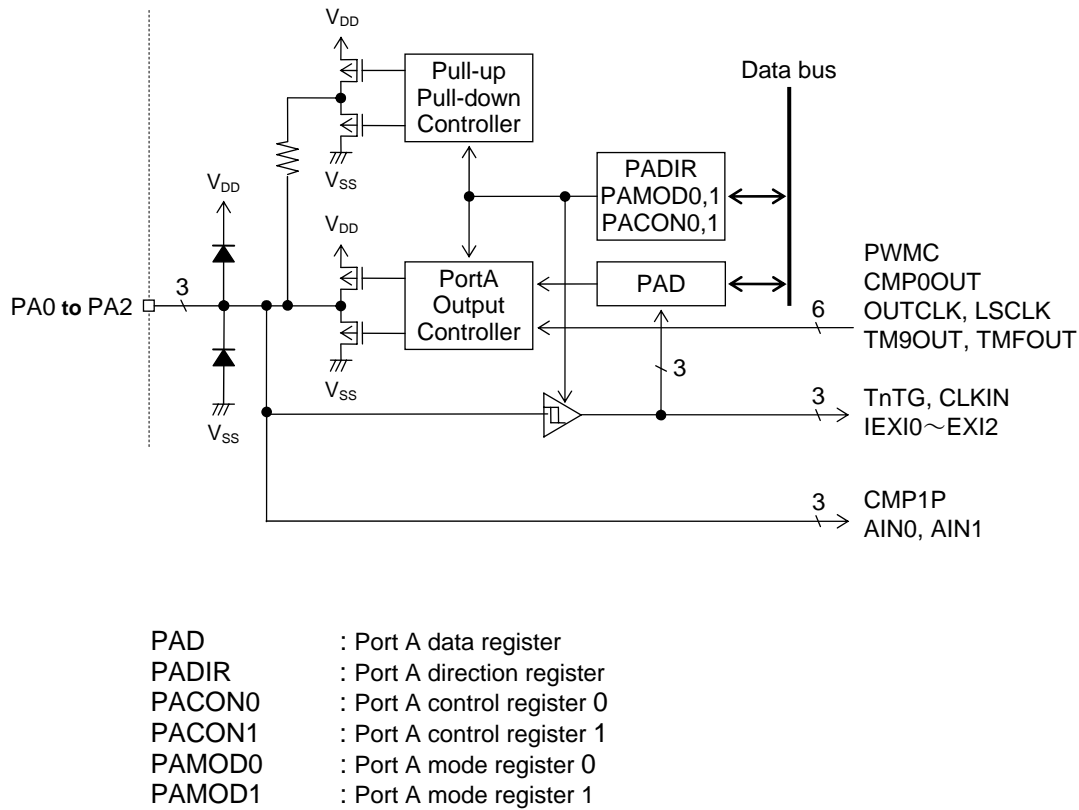 VDD
Pull-up
Pull-down
Controller
Data bus
VSS
VDD
VDD
PADIR
PAMOD0,1
PACON0,1
PA0 to PA2
3
PortA
Output
Controller
PAD
PWMC
CMP0OUT
OUTCLK, LSCLK
TM9OUT, TMFOUT
6
VSS
VSS
3
3
TnTG, CLKIN
IEXI0～EXI2
3
CMP1P
AIN0, AIN1
PAD : Port A data register
PADIR : Port A direction register
PACON0 : Port A control register 0
PACON1 : Port A control register 1
PAMOD0 : Port A mode register 0
PAMOD1 : Port A mode register 1